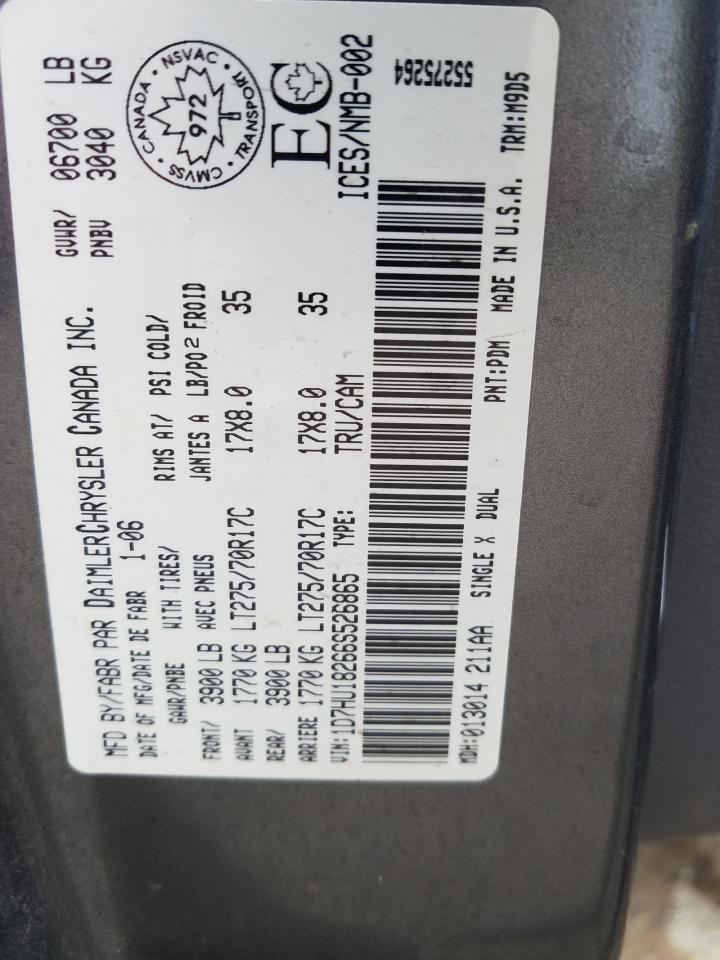 MFD BY/FABR PAR DAIMLERCHRYSLER CANADA INC.
DATE OF MFG/DATE DE FABR 1-06
GVWR/ 06700 LB
PNBV 3040 KG
GAWR/PNBE WITH TIRES/ RIMS AT/ PSI COLD/
AVEC PNEUS JANTES A LB/PO2 FROID
FRONT/ 3900 LB
AVANT 1770 KG LT275/70R17C 17X8.0 35
REAR/ 3900 LB
ARRIERE 1770 KG LT275/70R17C 17X8.0 35
CANADA · NSVAC · TRANSPORT · CMVSS ·
972
EC
ICES/NMB-002
VIN:1D7HU18266S526865 TYPE: TRU/CAM
55275264
MDH:013014 211AA SINGLE X DUAL PNT:PDM MADE IN U.S.A. TRM:M9D5